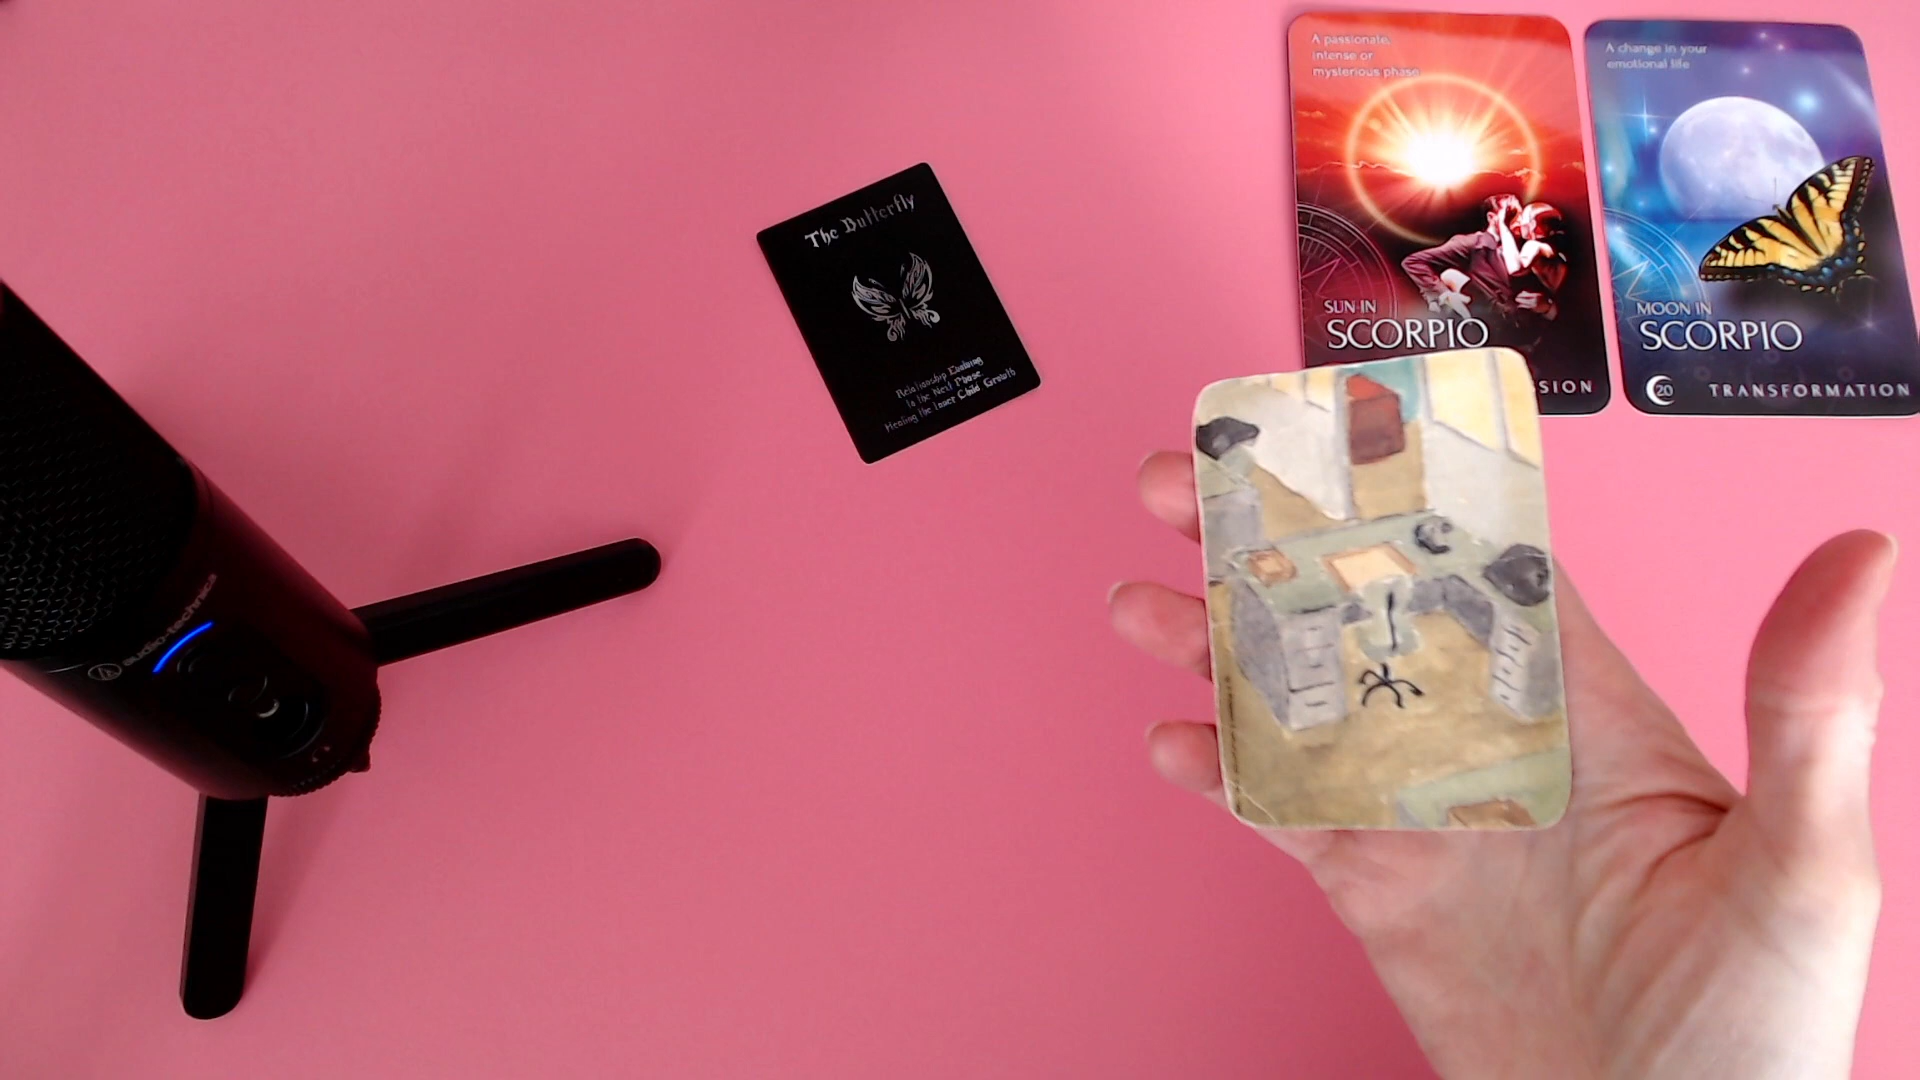 A passionate,
intense or
mysterious phase
SUN IN
SCORPIO
SSION
A change in your
emotional life
MOON IN
SCORPIO
20 TRANSFORMATION
The Butterfly
Relationship Evolving
to the Next Phase.
Healing the Inner Child Growth
audio-technica